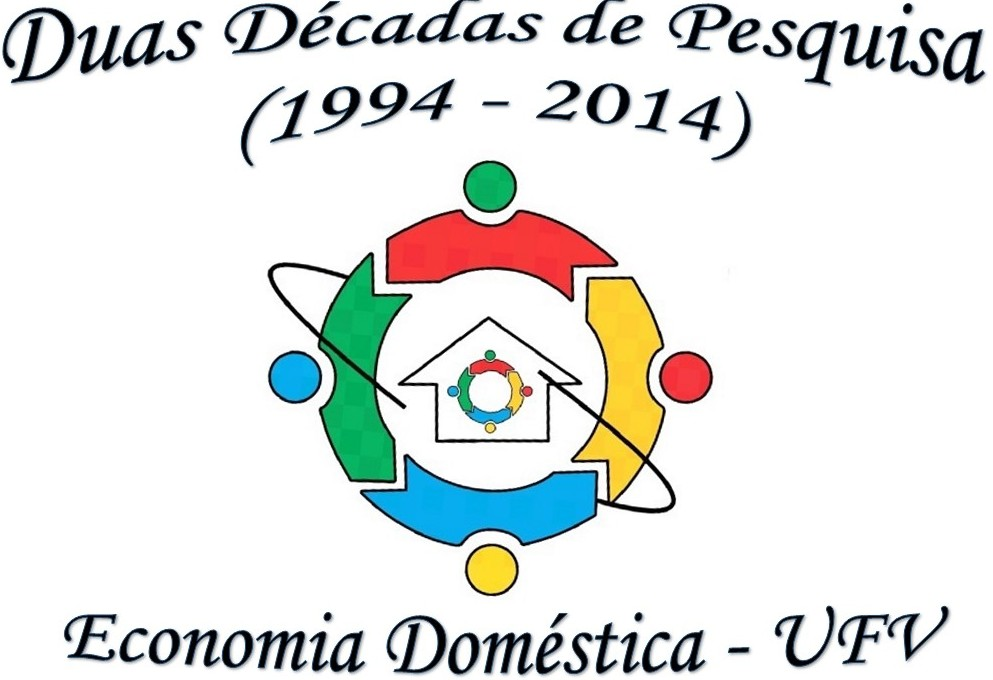 Duas Décadas de Pesquisa
(1994 - 2014)
Economia Doméstica - UFV